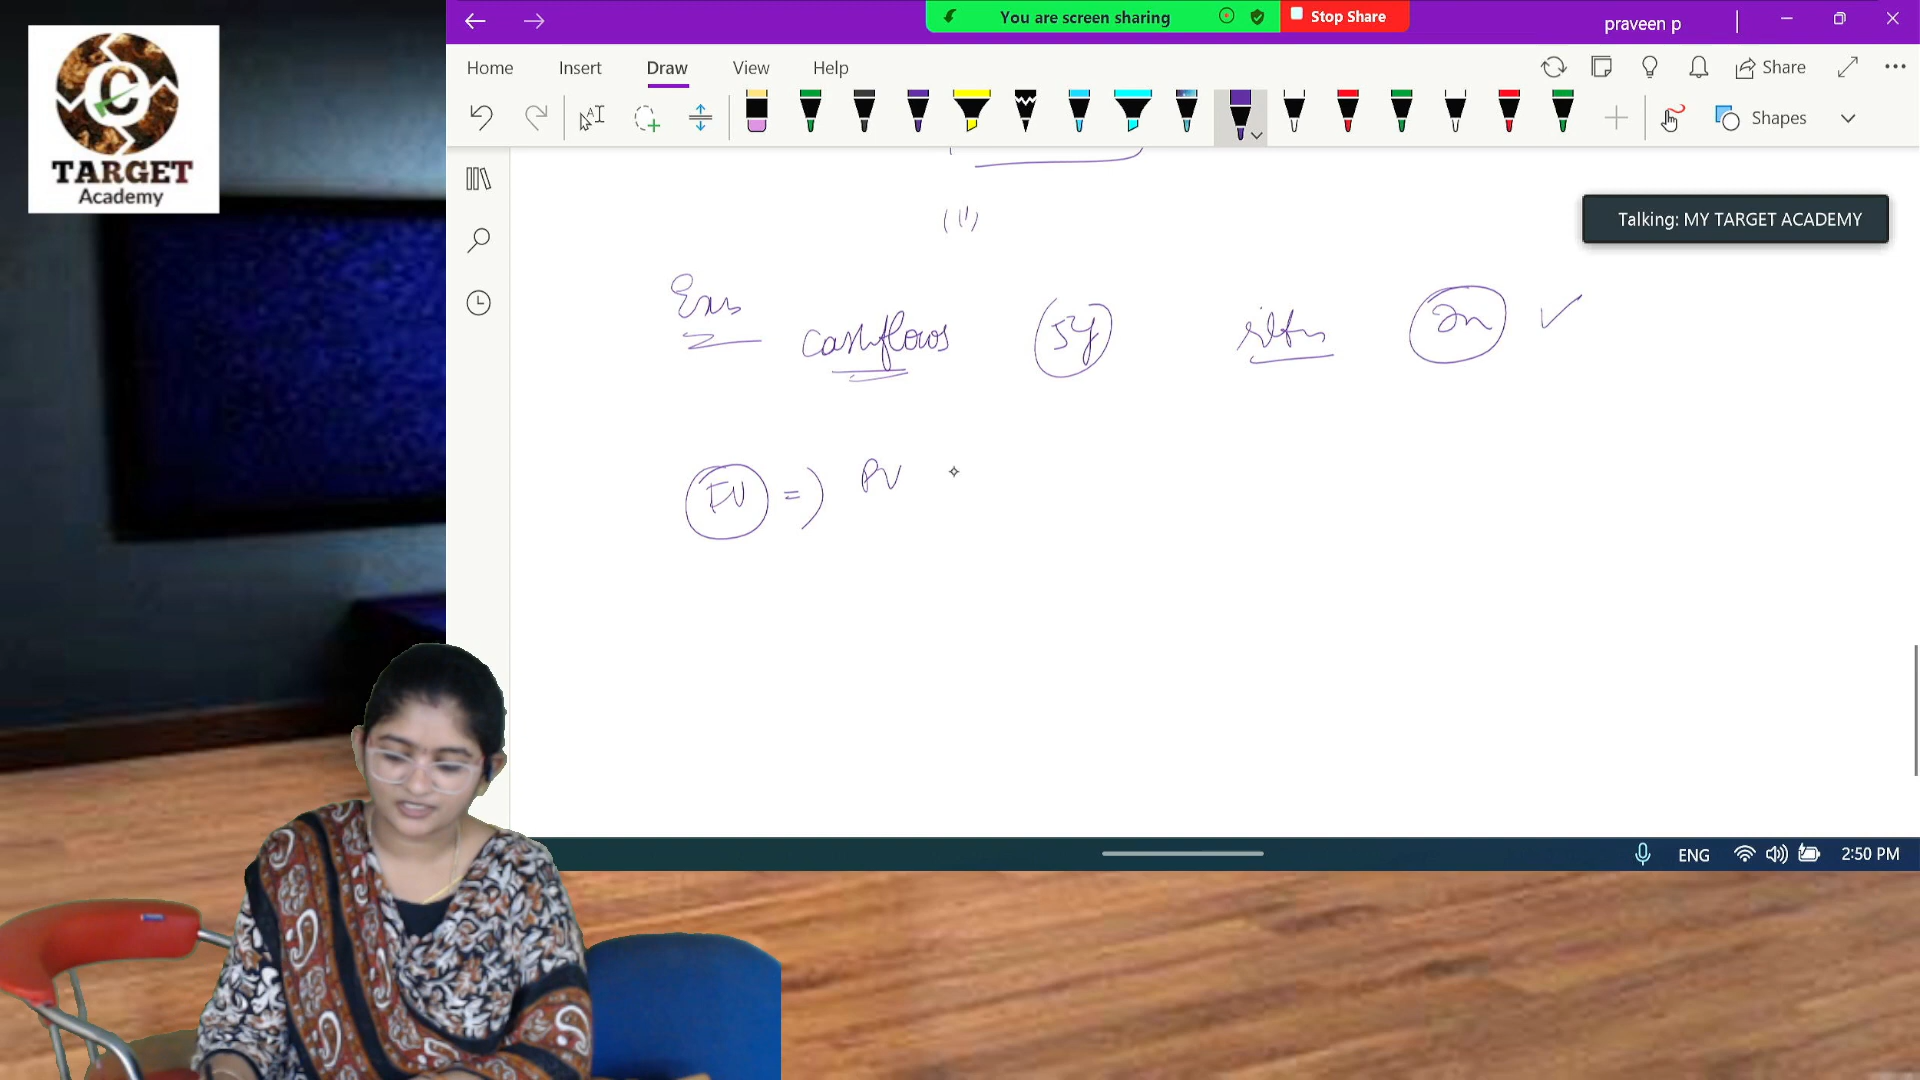 You are screen sharing
Stop Share
praveen p
TARGET
Academy
Home Insert Draw View Help
Share
Shapes
Talking: MY TARGET ACADEMY
(i)
cashflows 5y
FV => PV
ENG 2:50 PM